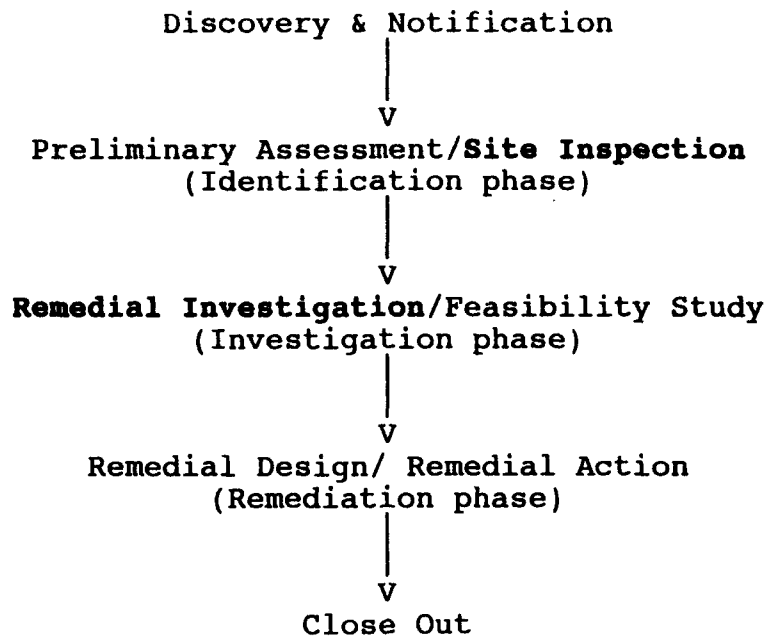 Discovery & Notification
V
Preliminary Assessment/Site Inspection
(Identification phase)
V
Remedial Investigation/Feasibility Study
(Investigation phase)
V
Remedial Design/ Remedial Action
(Remediation phase)
V
Close Out